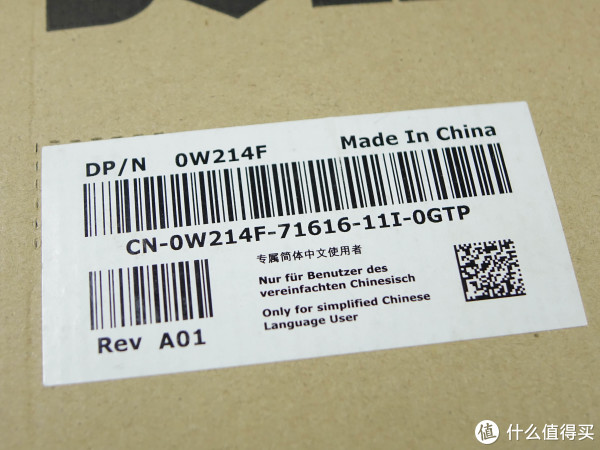 DP/N 0W214F Made In China
CN-0W214F-71616-11I-0GTP
专属简体中文使用者
Nur für Benutzer des
vereinfachten Chinesisch
Only for simplified Chinese
Language User
Rev A01
值 什么值得买